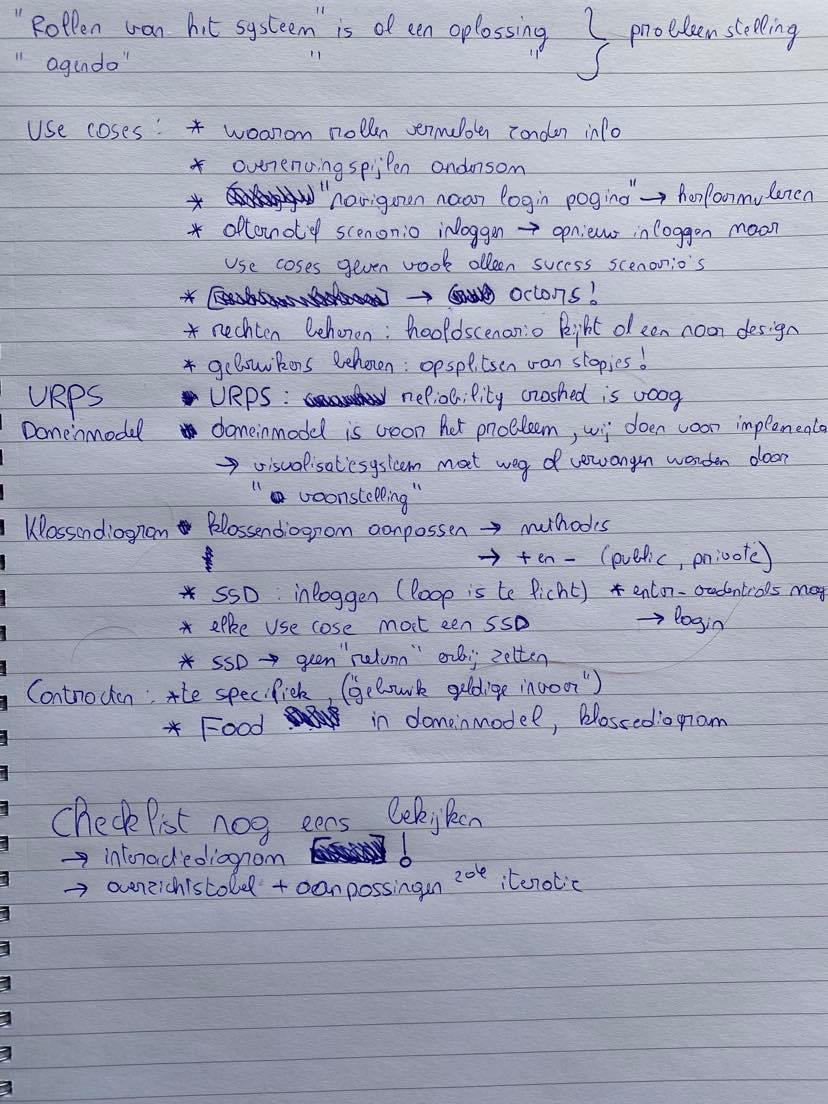 "Rollen van het systeem" is al een oplossing } probleemstelling
"agenda" " "
Use cases: * waarom rollen vermelden zonder info
* overervingspijlen andersom
* "navigeren naar login pagina" → herformuleren
* alternatief scenario inloggen → opnieuw inloggen maar
use cases geven vaak alleen sucess scenario's
* → actors!
* rechten beheren: hoofdscenario kijkt al een naar design
* gebruikers beheren: opsplitsen van stapjes!
URPS URPS: reliability crashed is vaag
Domeinmodel domeinmodel is voor het probleem, wij doen voor implementa
→ visualisatiesysteem moet weg of vervangen worden door
"voorstelling"
Klassendiagram klassendiagram aanpassen → methodes
→ + en - (public, private)
* SSD: inloggen (loop is te licht) * enter-credentials mag
* elke use case moet een SSD → login
* SSD → geen "return" erbij zetten
Contracten: * te specifiek, ("gebruik geldige invoer")
* Food in domeinmodel, klassediagram
Checklist nog eens bekijken
→ interactiediagram !
→ overzichtstabel + aanpassingen 2de iteratie